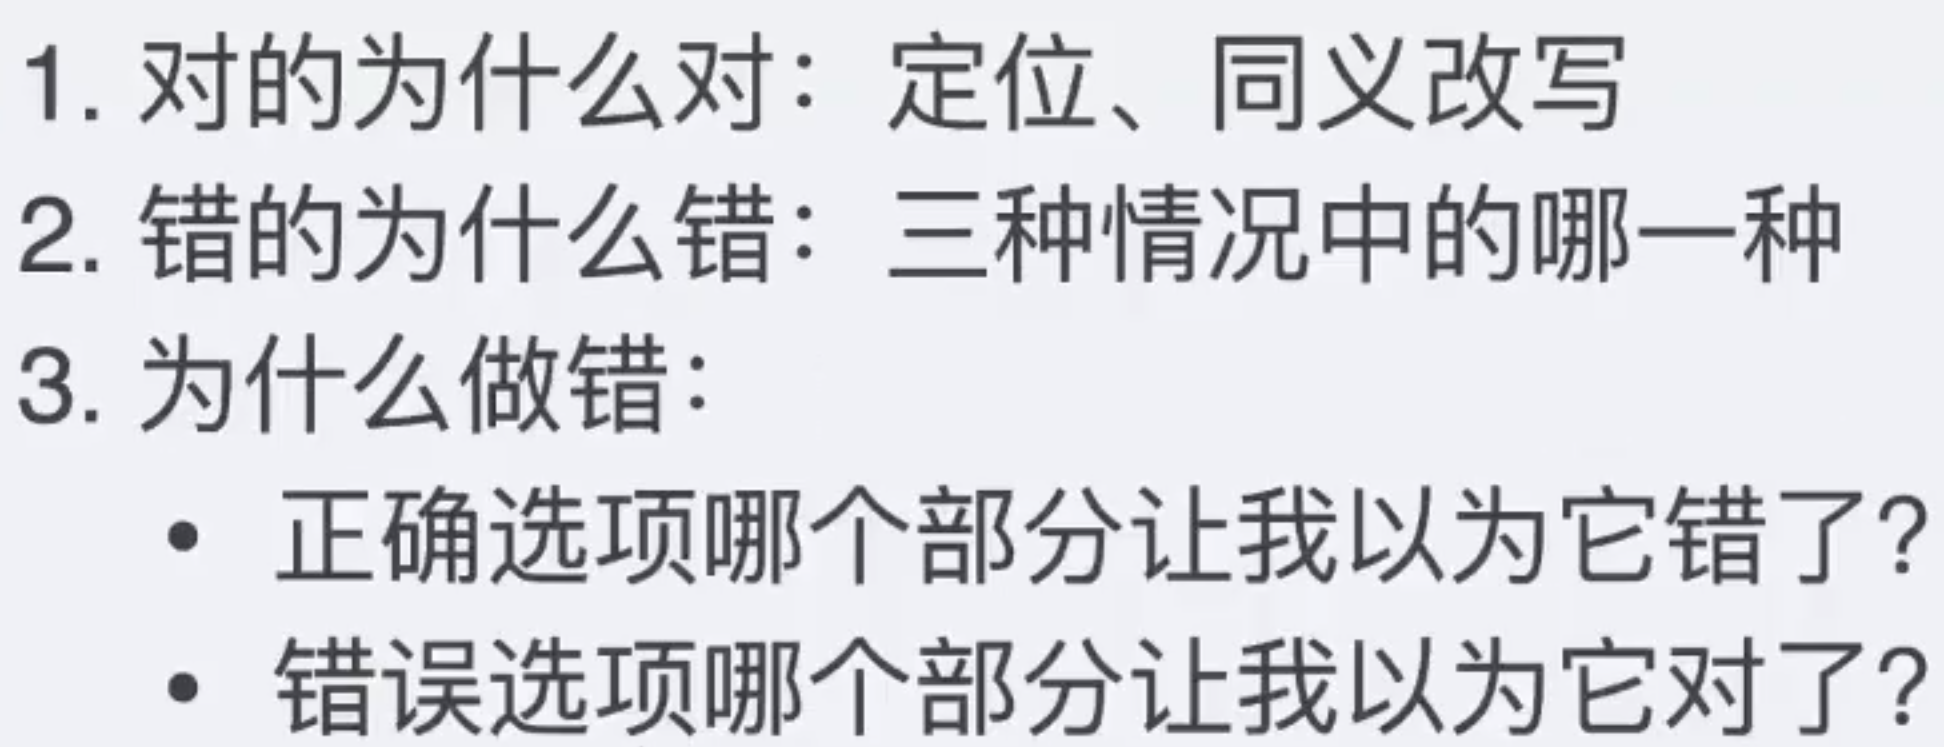 1. 对的为什么对：定位、同义改写
2. 错的为什么错：三种情况中的哪一种
3. 为什么做错：
• 正确选项哪个部分让我以为它错了？
• 错误选项哪个部分让我以为它对了？